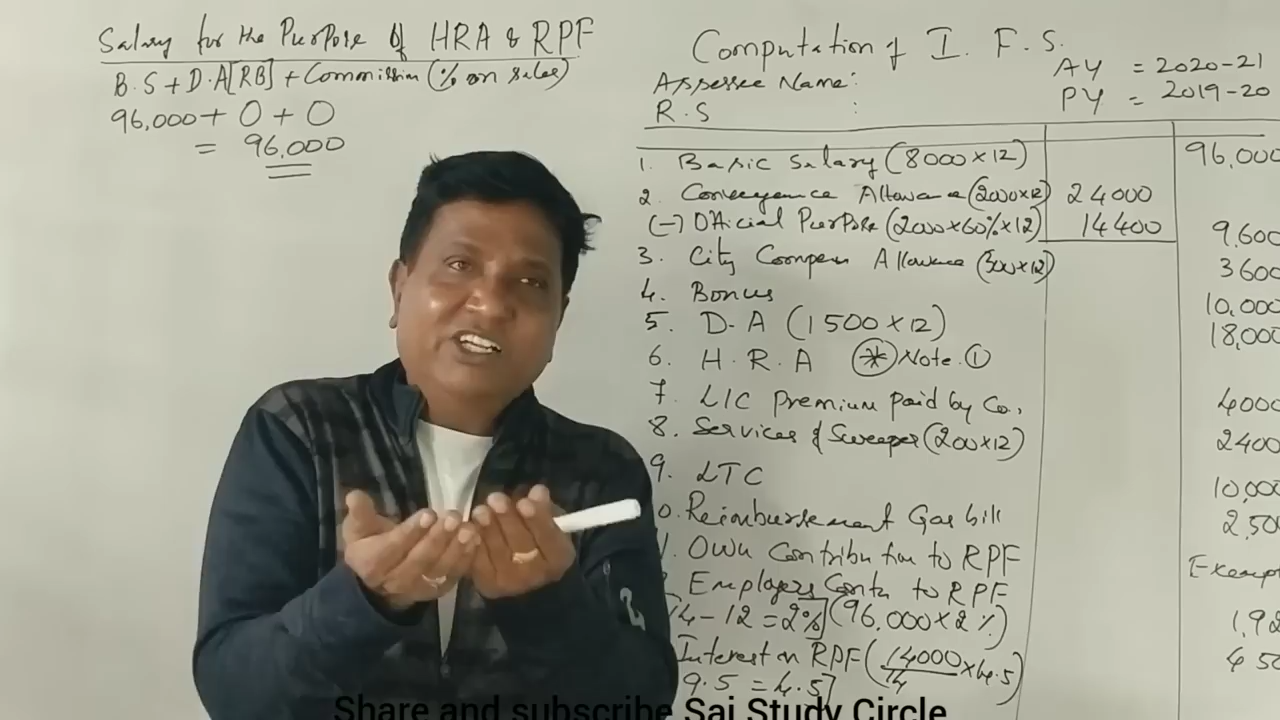 Salary for the Purpose of HRA & RPF
B.S + D.A[RB] + Commission (% on sales)
96,000 + 0 + 0
= 96,000
Computation of I. F. S.
AY = 2020-21
Assessee Name:
PY = 2019-20
R.S :
1. Basic Salary (8000×12) 96,000
2. Conveyance Allowance (2000×12) 24000
(-) Official Purpose (2000×60%×12) 14400 9,600
3. City Compen Allowance (300×12) 3600
4. Bonus 10,000
5. D-A (1500×12) 18,000
6. H.R.A (*) Note ①
7. LIC Premium Paid by Co, 4000
8. Services of Sweeper (200×12) 2400
9. LTC 10,000
0. Reimbursement Gas bill 2,50
1. Own Contribution to RPF Exemp
Employers Contn to RPF
14-12 = 2%] (96,000×2%) 1,92
Interest on RPF (14000/14 ×4.5) 450
9.5 = 4.5]
Share and subscribe Sai Study Circle